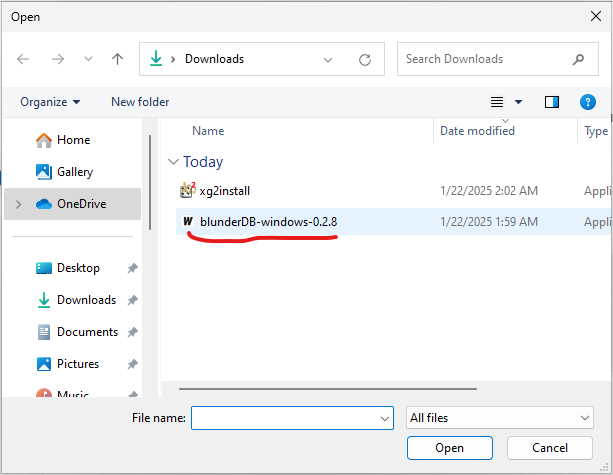 Open
Downloads
Search Downloads
Organize
New folder
?
Name
Date modified
Type
Today
xg2install
1/22/2025 2:02 AM
Appli
W
blunderDB-windows-0.2.8
1/22/2025 1:59 AM
Appli
Home
Gallery
OneDrive
Desktop
Downloads
Documents
Pictures
Music
File name:
All files
Open
Cancel